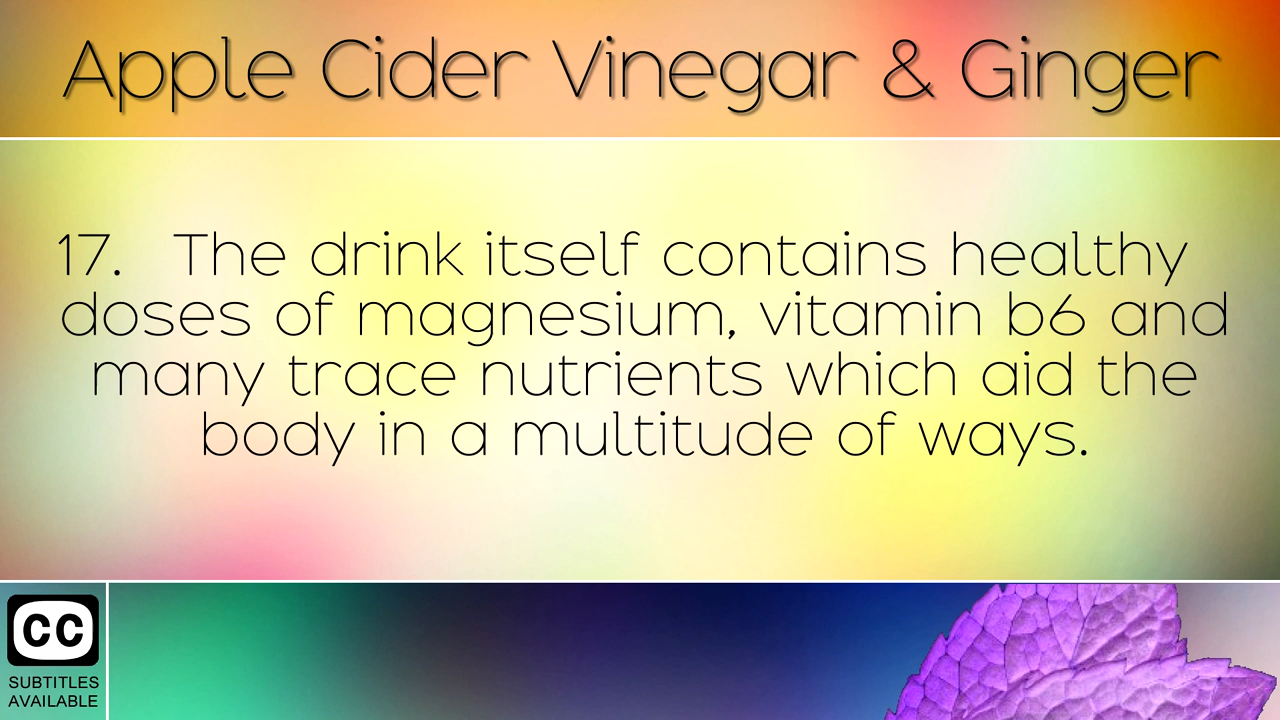 Apple Cider Vinegar & Ginger
17. The drink itself contains healthy
doses of magnesium, vitamin b6 and
many trace nutrients which aid the
body in a multitude of ways.
CC
SUBTITLES
AVAILABLE